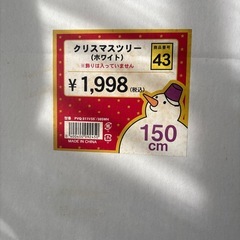 クリスマスツリー
(ホワイト)
※飾りは入っていません
商品番号
43
¥1,998(税込)
150
cm
MADE IN CHINA